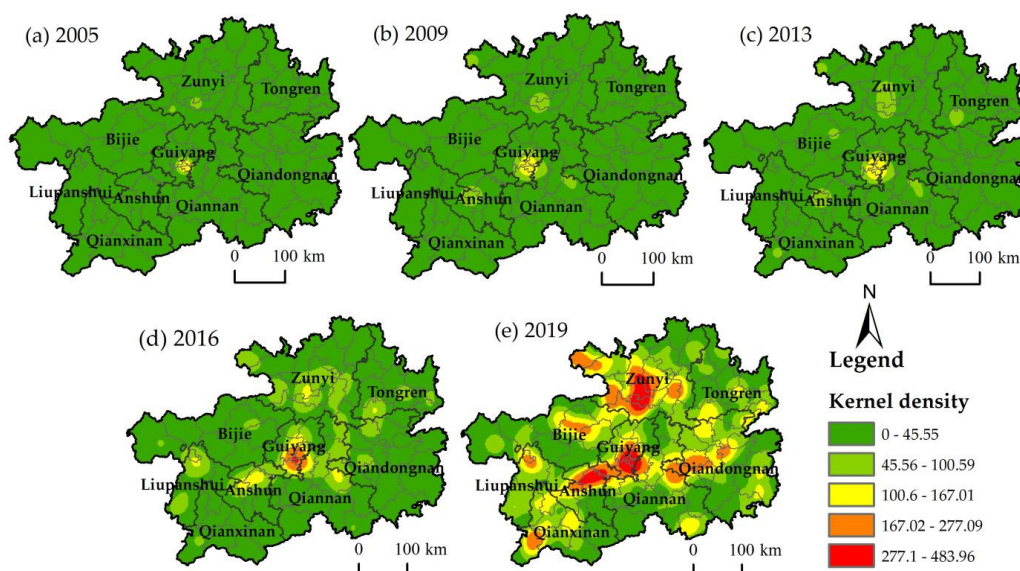 (a) 2005
Zunyi
Tongren
Bijie
Guiyang
Liupanshui
Anshun
Qiandongnan
Qiannan
Qianxinan
0 100 km
(b) 2009
Zunyi
Tongren
Bijie
Guiyang
Liupanshui
Anshun
Qiandongnan
Qiannan
Qianxinan
0 100 km
(c) 2013
Zunyi
Tongren
Bijie
Guiyang
Liupanshui
Anshun
Qiandongnan
Qiannan
Qianxinan
0 100 km
(d) 2016
Zunyi
Tongren
Bijie
Guiyang
Liupanshui
Anshun
Qiandongnan
Qiannan
Qianxinan
0 100 km
(e) 2019
Zunyi
Tongren
Bijie
Guiyang
Liupanshui
Anshun
Qiandongnan
Qiannan
Qianxinan
0 100 km
N
Legend
Kernel density
0 - 45.55
45.56 - 100.59
100.6 - 167.01
167.02 - 277.09
277.1 - 483.96